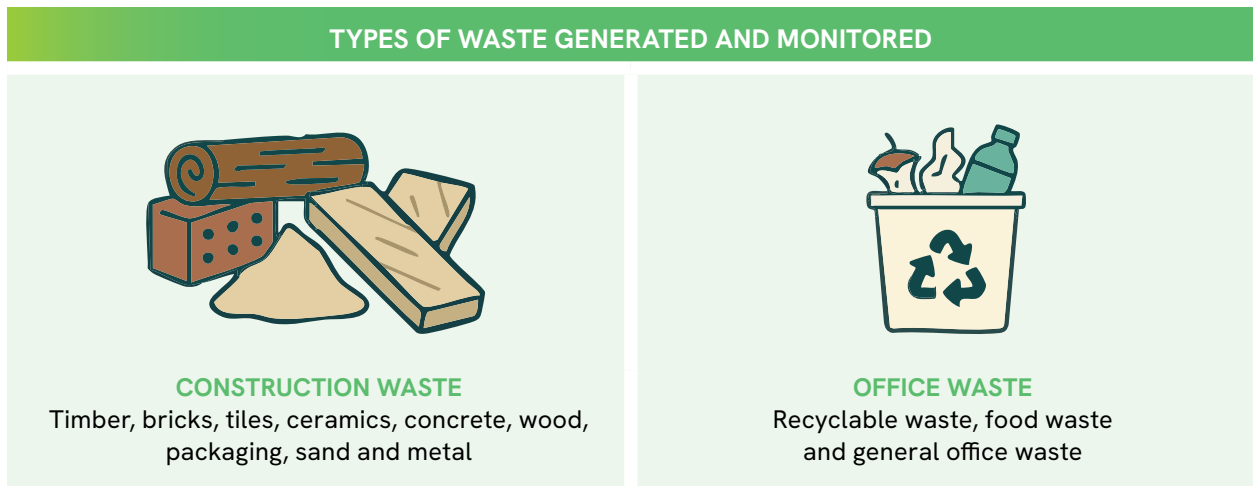 TYPES OF WASTE GENERATED AND MONITORED
CONSTRUCTION WASTE
Timber, bricks, tiles, ceramics, concrete, wood,
packaging, sand and metal
OFFICE WASTE
Recyclable waste, food waste
and general office waste